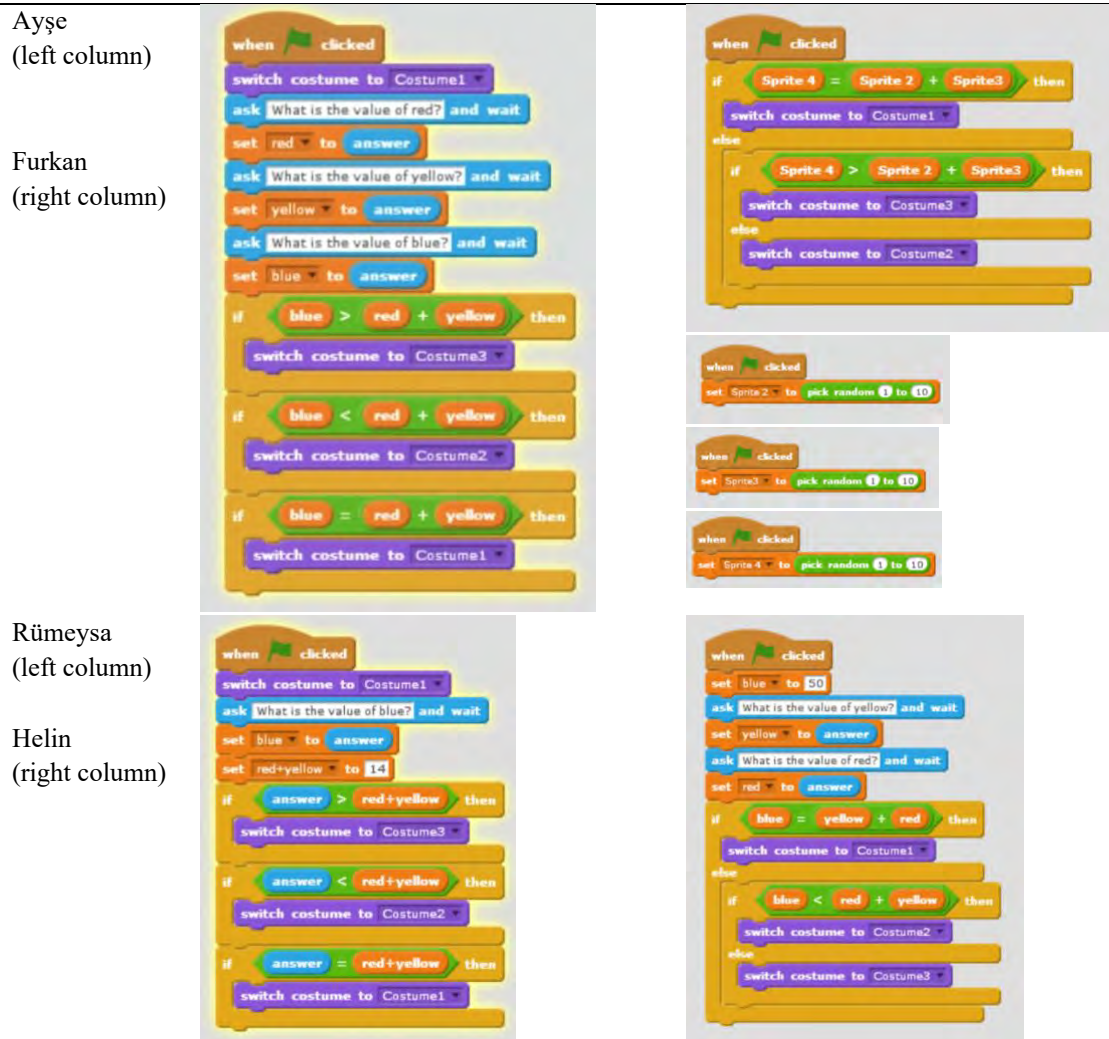 Ayşe
(left column)
Furkan
(right column)
when clicked
switch costume to Costume1
ask What is the value of red? and wait
set red to answer
ask What is the value of yellow? and wait
set yellow to answer
ask What is the value of blue? and wait
set blue to answer
if blue > red + yellow then
switch costume to Costume3
if blue < red + yellow then
switch costume to Costume2
if blue = red + yellow then
switch costume to Costume1
when clicked
if Sprite 4 = Sprite 2 + Sprite3 then
switch costume to Costume1
else
if Sprite 4 > Sprite 2 + Sprite3 then
switch costume to Costume3
else
switch costume to Costume2
when clicked
set Sprite 2 to pick random 1 to 10
when clicked
set Sprite3 to pick random 1 to 10
when clicked
set Sprite 4 to pick random 1 to 10
Rümeysa
(left column)
Helin
(right column)
when clicked
switch costume to Costume1
ask What is the value of blue? and wait
set blue to answer
set red+yellow to 14
if answer > red+yellow then
switch costume to Costume3
if answer < red+yellow then
switch costume to Costume2
if answer = red+yellow then
switch costume to Costume1
when clicked
set blue to 50
ask What is the value of yellow? and wait
set yellow to answer
ask What is the value of red? and wait
set red to answer
if blue = yellow + red then
switch costume to Costume1
else
if blue < red + yellow then
switch costume to Costume2
else
switch costume to Costume3